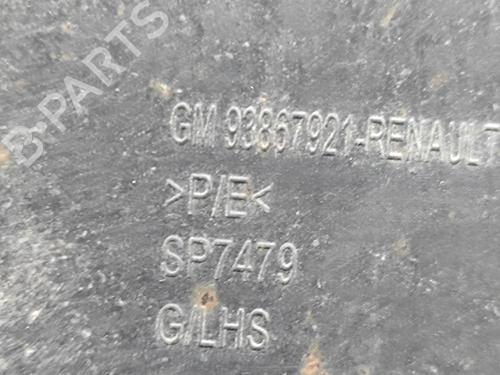 B-PARTS
GM 93867921-RENAULT
>P/E<
SP7479
G/LHS